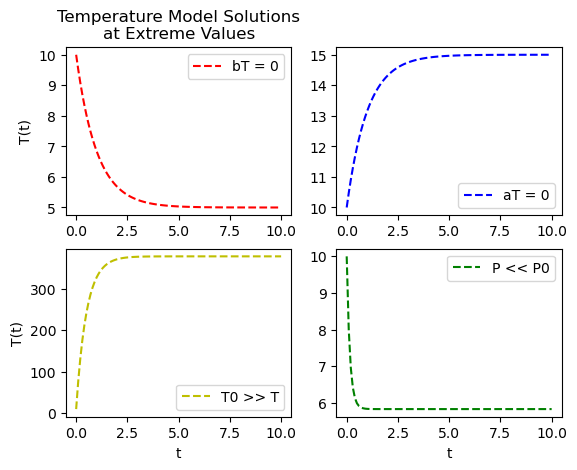 Temperature Model Solutions
at Extreme Values
T(t)
10
9
8
7
6
5
0.0 2.5 5.0 7.5 10.0
bT = 0
15
14
13
12
11
10
0.0 2.5 5.0 7.5 10.0
aT = 0
T(t)
300
200
100
0
0.0 2.5 5.0 7.5 10.0
T0 >> T
t
10
9
8
7
6
0.0 2.5 5.0 7.5 10.0
P << P0
t